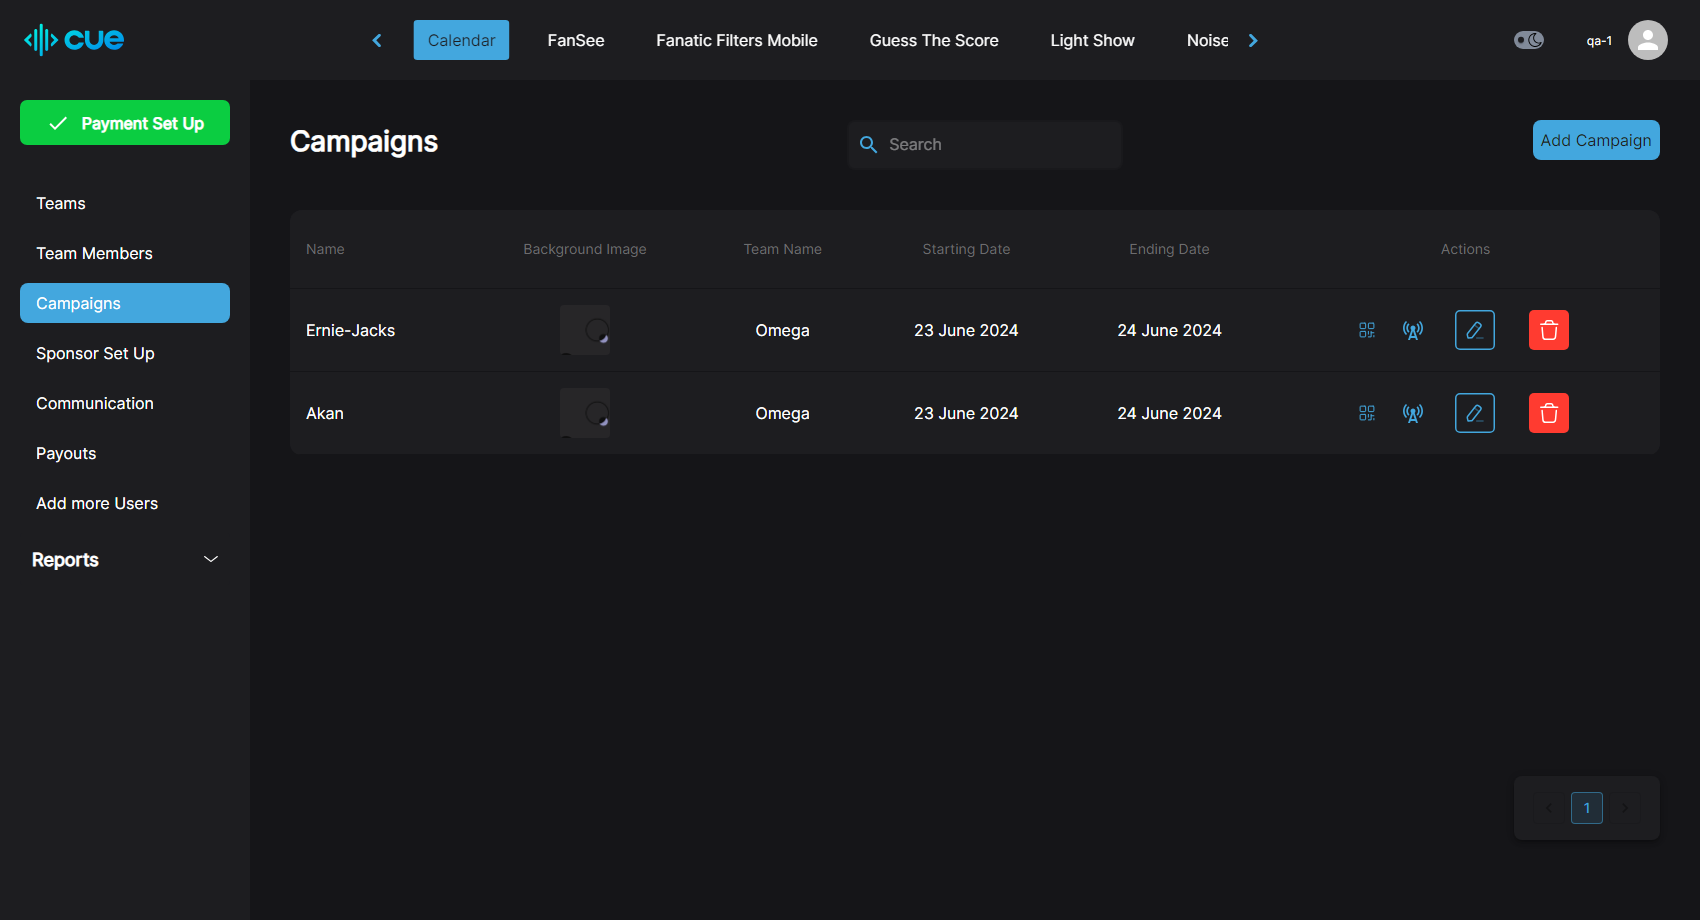 cue
Calendar FanSee Fanatic Filters Mobile Guess The Score Light Show Noise
qa-1
Payment Set Up
Teams
Team Members
Campaigns
Sponsor Set Up
Communication
Payouts
Add more Users
Reports
Campaigns
Search
Add Campaign
Name Background Image Team Name Starting Date Ending Date Actions
Ernie-Jacks Omega 23 June 2024 24 June 2024
Akan Omega 23 June 2024 24 June 2024
1